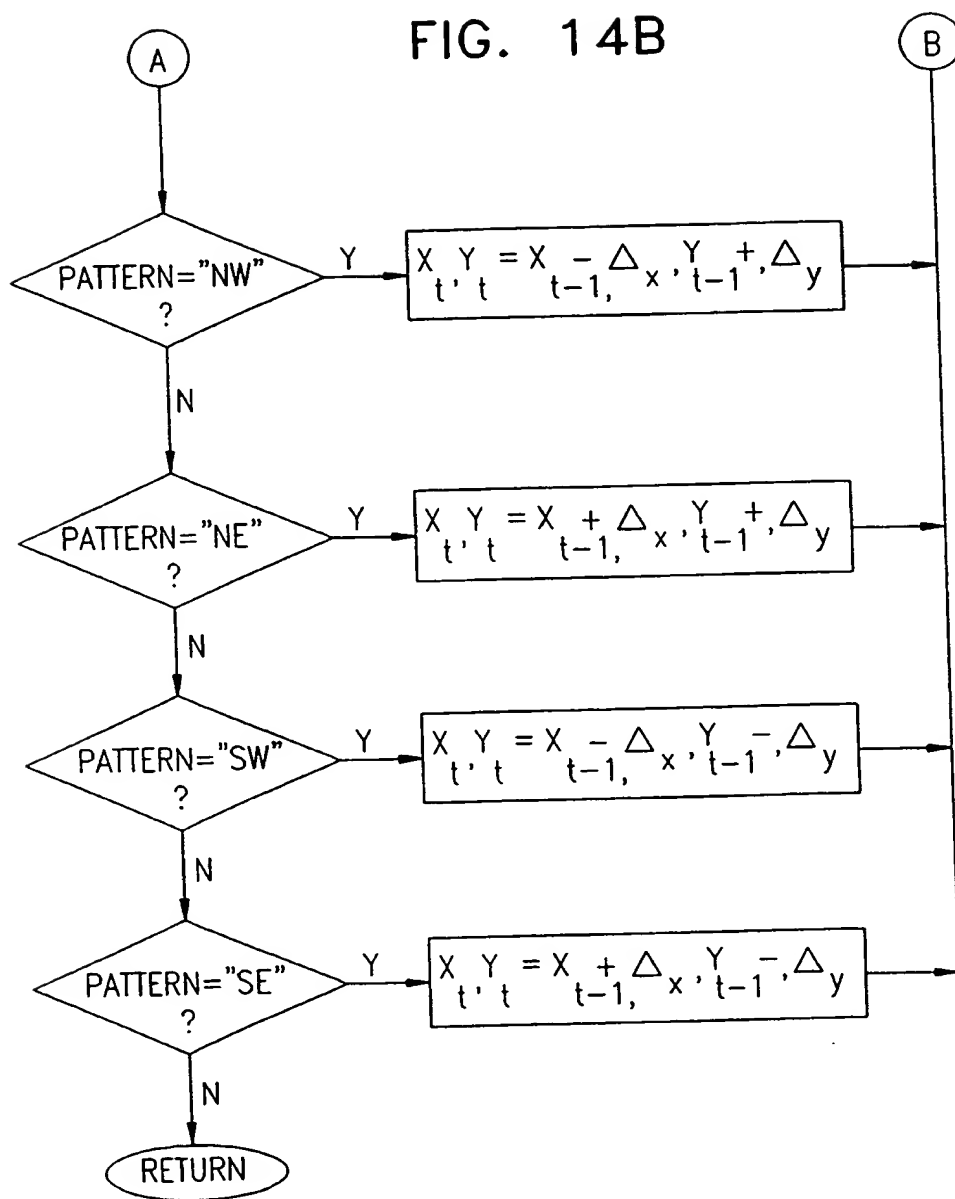 FIG. 14B
A
B
PATTERN="NW"
?
Y
X t, Y t = X t-1, - Δ x, Y t-1 +, Δ y
N
PATTERN="NE"
?
Y
X t, Y t = X t-1, + Δ x, Y t-1 +, Δ y
N
PATTERN="SW"
?
Y
X t, Y t = X t-1, - Δ x, Y t-1 -, Δ y
N
PATTERN="SE"
?
Y
X t, Y t = X t-1, + Δ x, Y t-1 -, Δ y
N
RETURN